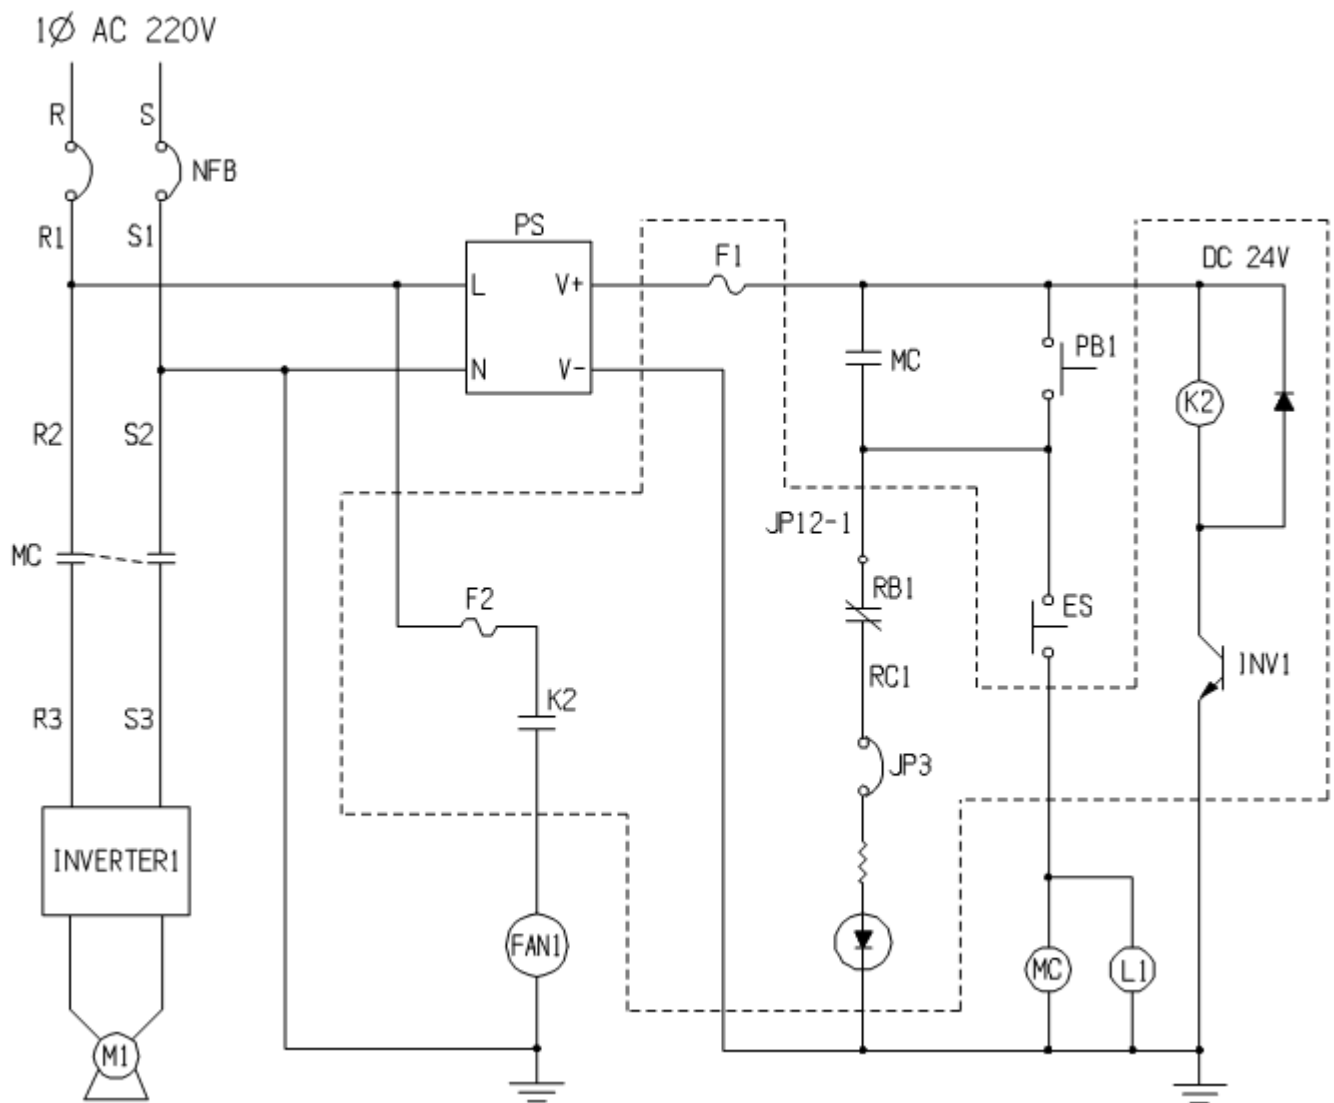 1Ø AC 220V
R
S
NFB
R1
S1
PS
F1
DC 24V
L
V+
N
V-
MC
PB1
K2
R2
S2
JP12-1
MC
F2
RB1
ES
RC1
INV1
K2
R3
S3
JP3
INVERTER1
FAN1
MC
L1
M1